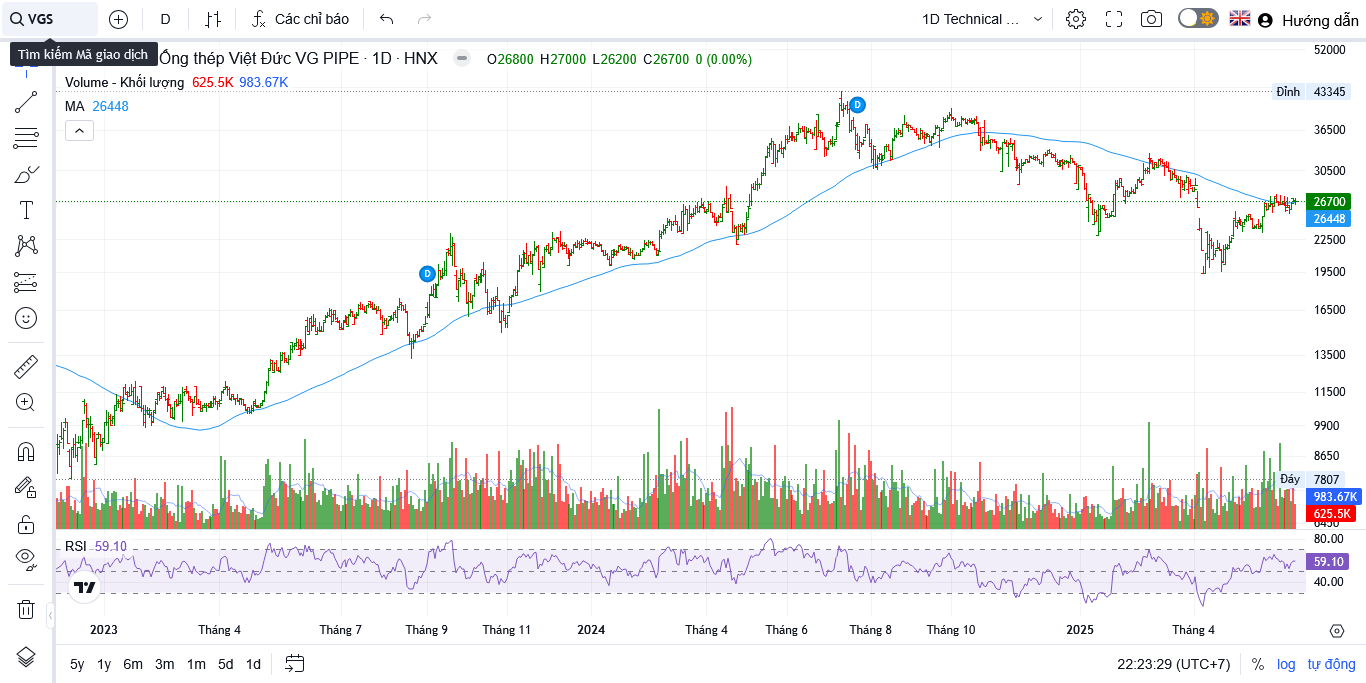 VGS D Các chỉ báo 1D Technical ... Hướng dẫn
Tìm kiếm Mã giao dịch
Ống thép Việt Đức VG PIPE · 1D · HNX O26800 H27000 L26200 C26700 0 (0.00%)
Volume - Khối lượng 625.5K 983.67K
MA 26448
52000
Đỉnh 43345
36500
30500
26700
26448
22500
19500
16500
13500
11500
9900
8650
Đáy 7807
983.67K
625.5K
D
D
RSI 59.10
80.00
59.10
40.00
2023 Tháng 4 Tháng 7 Tháng 9 Tháng 11 2024 Tháng 4 Tháng 6 Tháng 8 Tháng 10 2025 Tháng 4
5y 1y 6m 3m 1m 5d 1d 22:23:29 (UTC+7) % log tự động